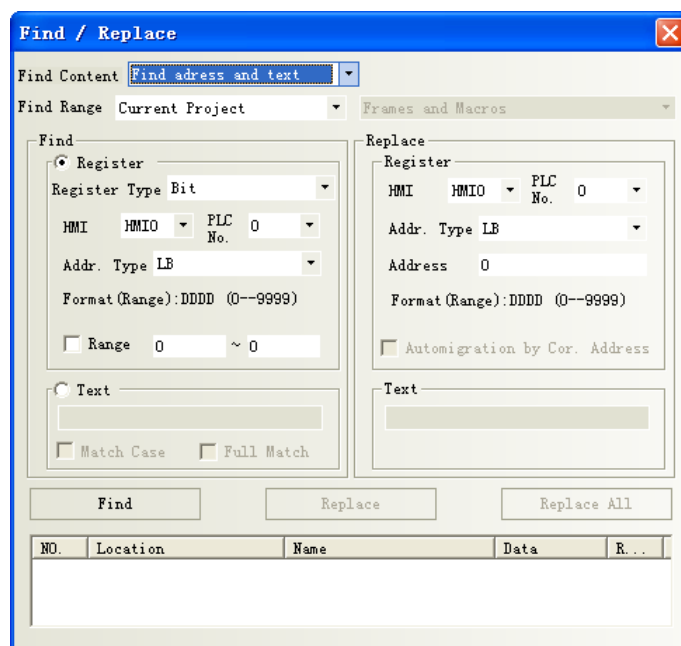 Find / Replace
Find Content Find adress and text
Find Range Current Project Frames and Macros
Find
Register
Register Type Bit
HMI HMI0 PLC No. 0
Addr. Type LB
Format(Range):DDDD (0--9999)
Range 0 ~ 0
Text
Match Case Full Match
Replace
Register
HMI HMI0 PLC No. 0
Addr. Type LB
Address 0
Format(Range):DDDD (0--9999)
Automigration by Cor. Address
Text
Find Replace Replace All
NO. Location Name Data R...